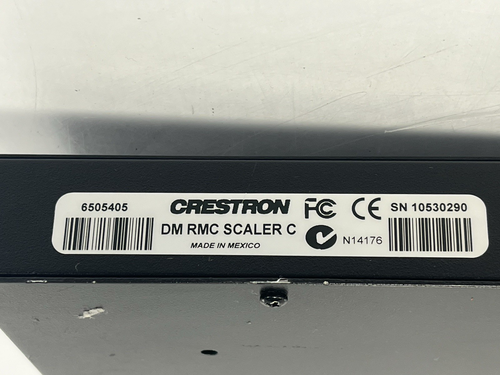 6505405 CRESTRON FC CE SN 10530290
DM RMC SCALER C N14176
MADE IN MEXICO